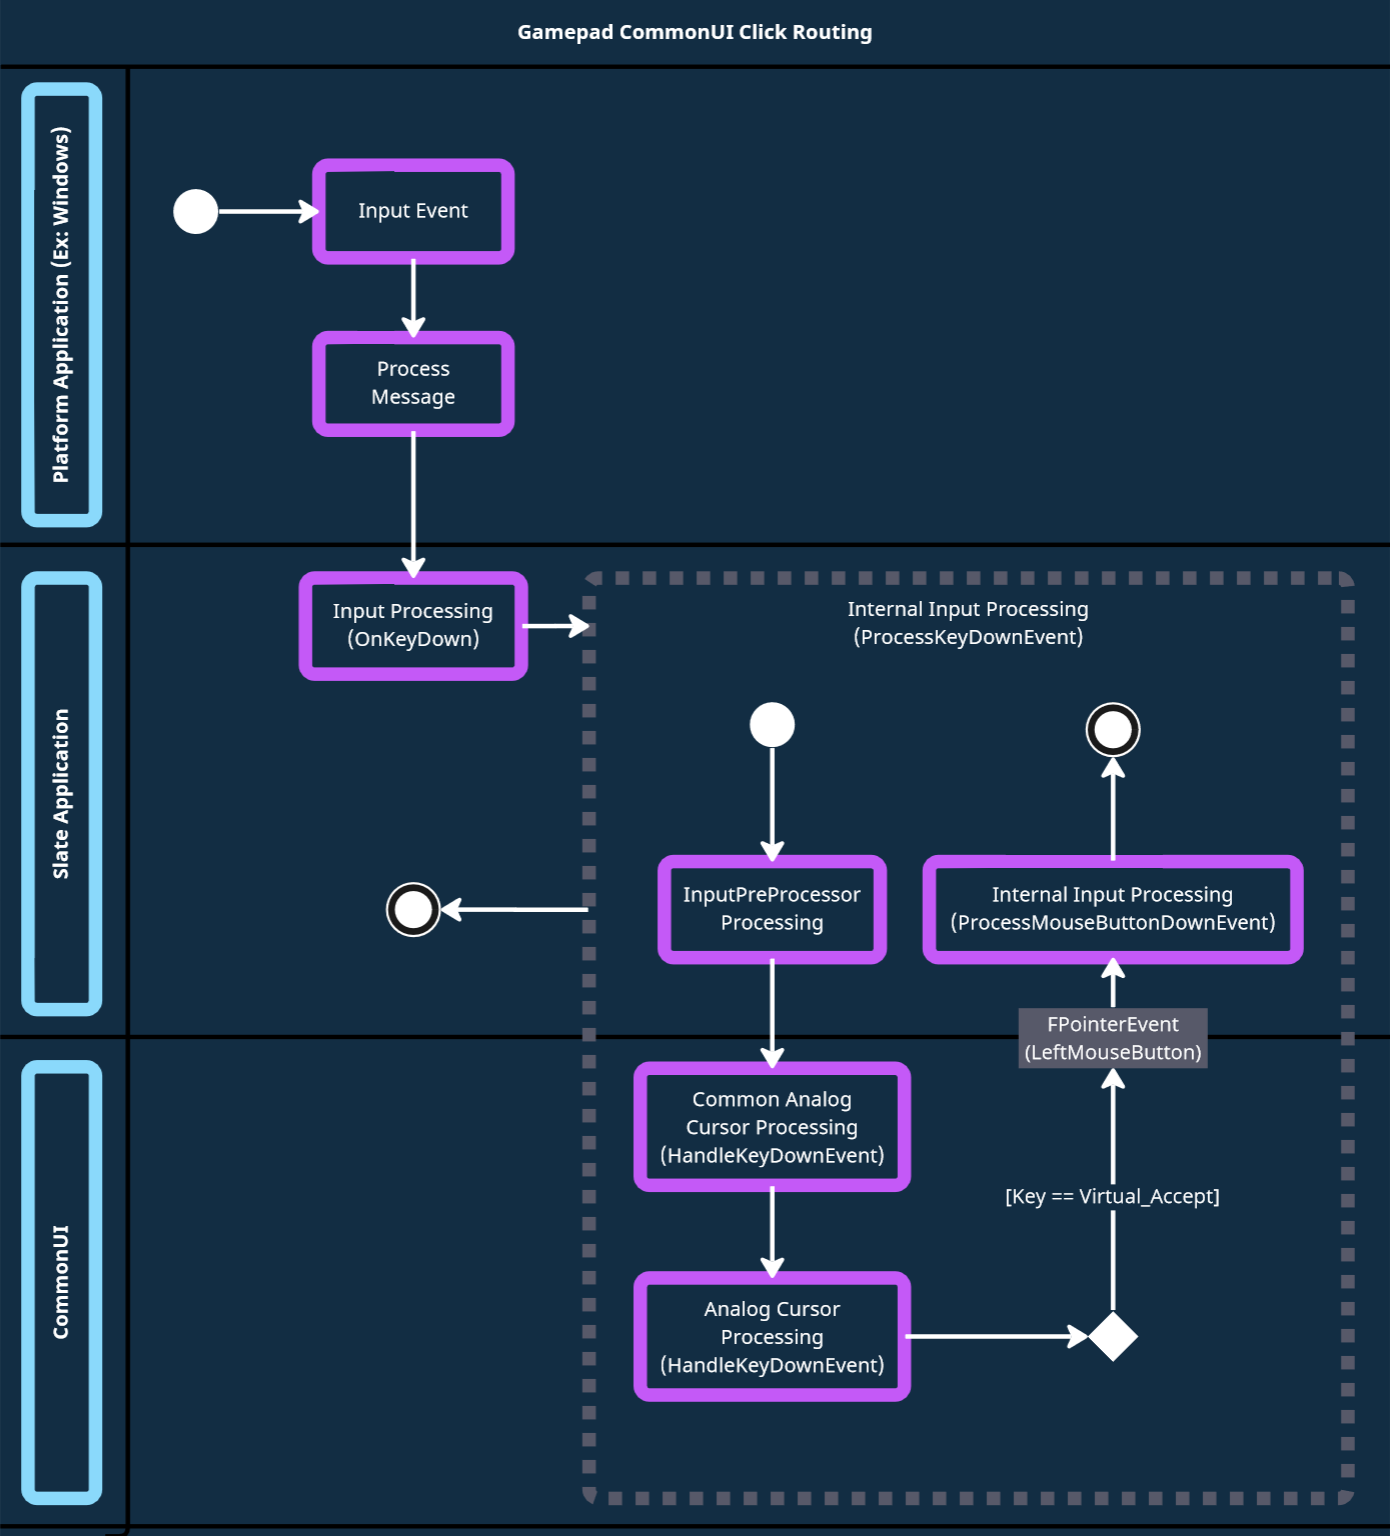 Gamepad CommonUI Click Routing
Platform Application (Ex: Windows)
Input Event
Process
Message
Slate Application
Input Processing
(OnKeyDown)
Internal Input Processing
(ProcessKeyDownEvent)
InputPreProcessor
Processing
Internal Input Processing
(ProcessMouseButtonDownEvent)
FPointerEvent
(LeftMouseButton)
CommonUI
Common Analog
Cursor Processing
(HandleKeyDownEvent)
[Key == Virtual_Accept]
Analog Cursor
Processing
(HandleKeyDownEvent)